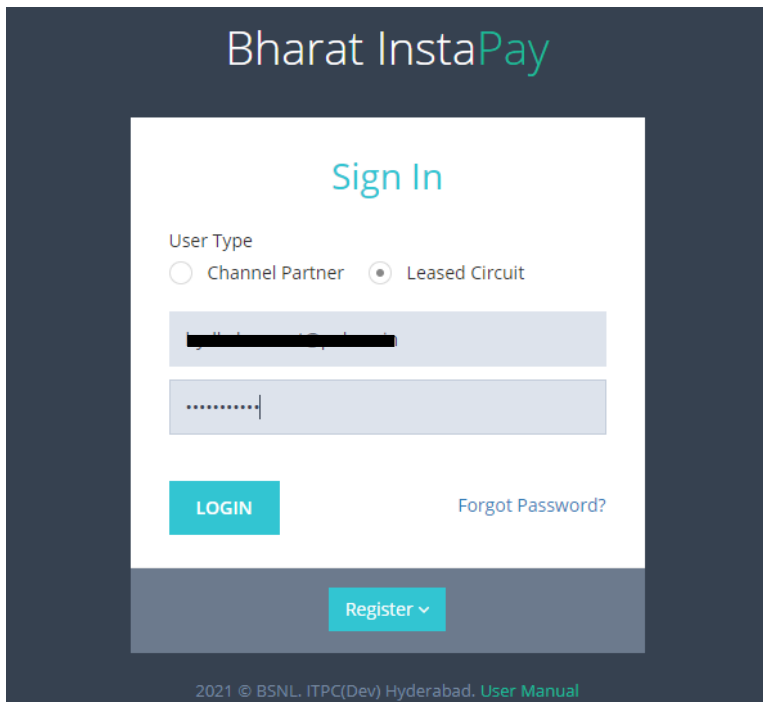 Bharat InstaPay
Sign In
User Type
Channel Partner Leased Circuit
LOGIN Forgot Password?
Register
2021 © BSNL. ITPC(Dev) Hyderabad. User Manual